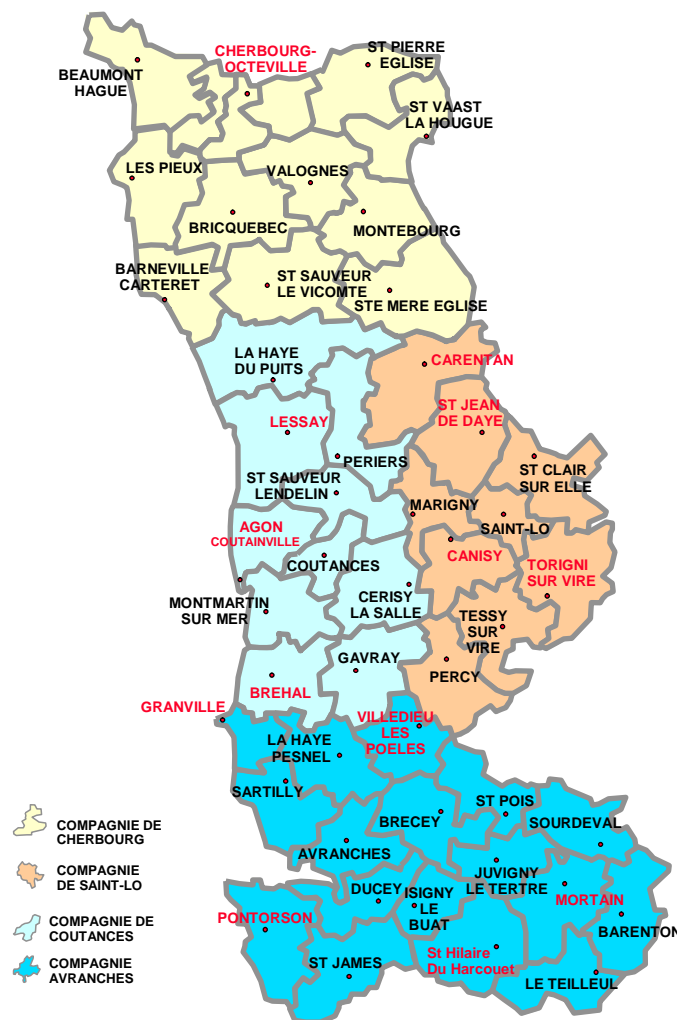 CHERBOURG-
OCTEVILLE
ST PIERRE
EGLISE
BEAUMONT
HAGUE
ST VAAST
LA HOUGUE
LES PIEUX
VALOGNES
BRICQUEBEC
MONTEBOURG
BARNEVILLE
CARTERET
ST SAUVEUR
LE VICOMTE
STE MERE EGLISE
LA HAYE
DU PUITS
CARENTAN
LESSAY
ST JEAN
DE DAYE
PERIERS
ST CLAIR
SUR ELLE
ST SAUVEUR
LENDELIN
MARIGNY
SAINT-LO
AGON
COUTAINVILLE
COUTANCES
CANISY
TORIGNI
SUR VIRE
MONTMARTIN
SUR MER
CERISY
LA SALLE
TESSY
SUR
VIRE
GAVRAY
PERCY
BREHAL
GRANVILLE
VILLEDIEU
LES
POELES
LA HAYE
PESNEL
SARTILLY
ST POIS
BRECEY
SOURDEVAL
AVRANCHES
JUVIGNY
LE TERTRE
DUCEY
ISIGNY
LE
BUAT
MORTAIN
PONTORSON
BARENTON
ST JAMES
St Hilaire
Du Harcouet
LE TEILLEUL
COMPAGNIE DE
CHERBOURG
COMPAGNIE
DE SAINT-LO
COMPAGNIE DE
COUTANCES
COMPAGNIE
AVRANCHES